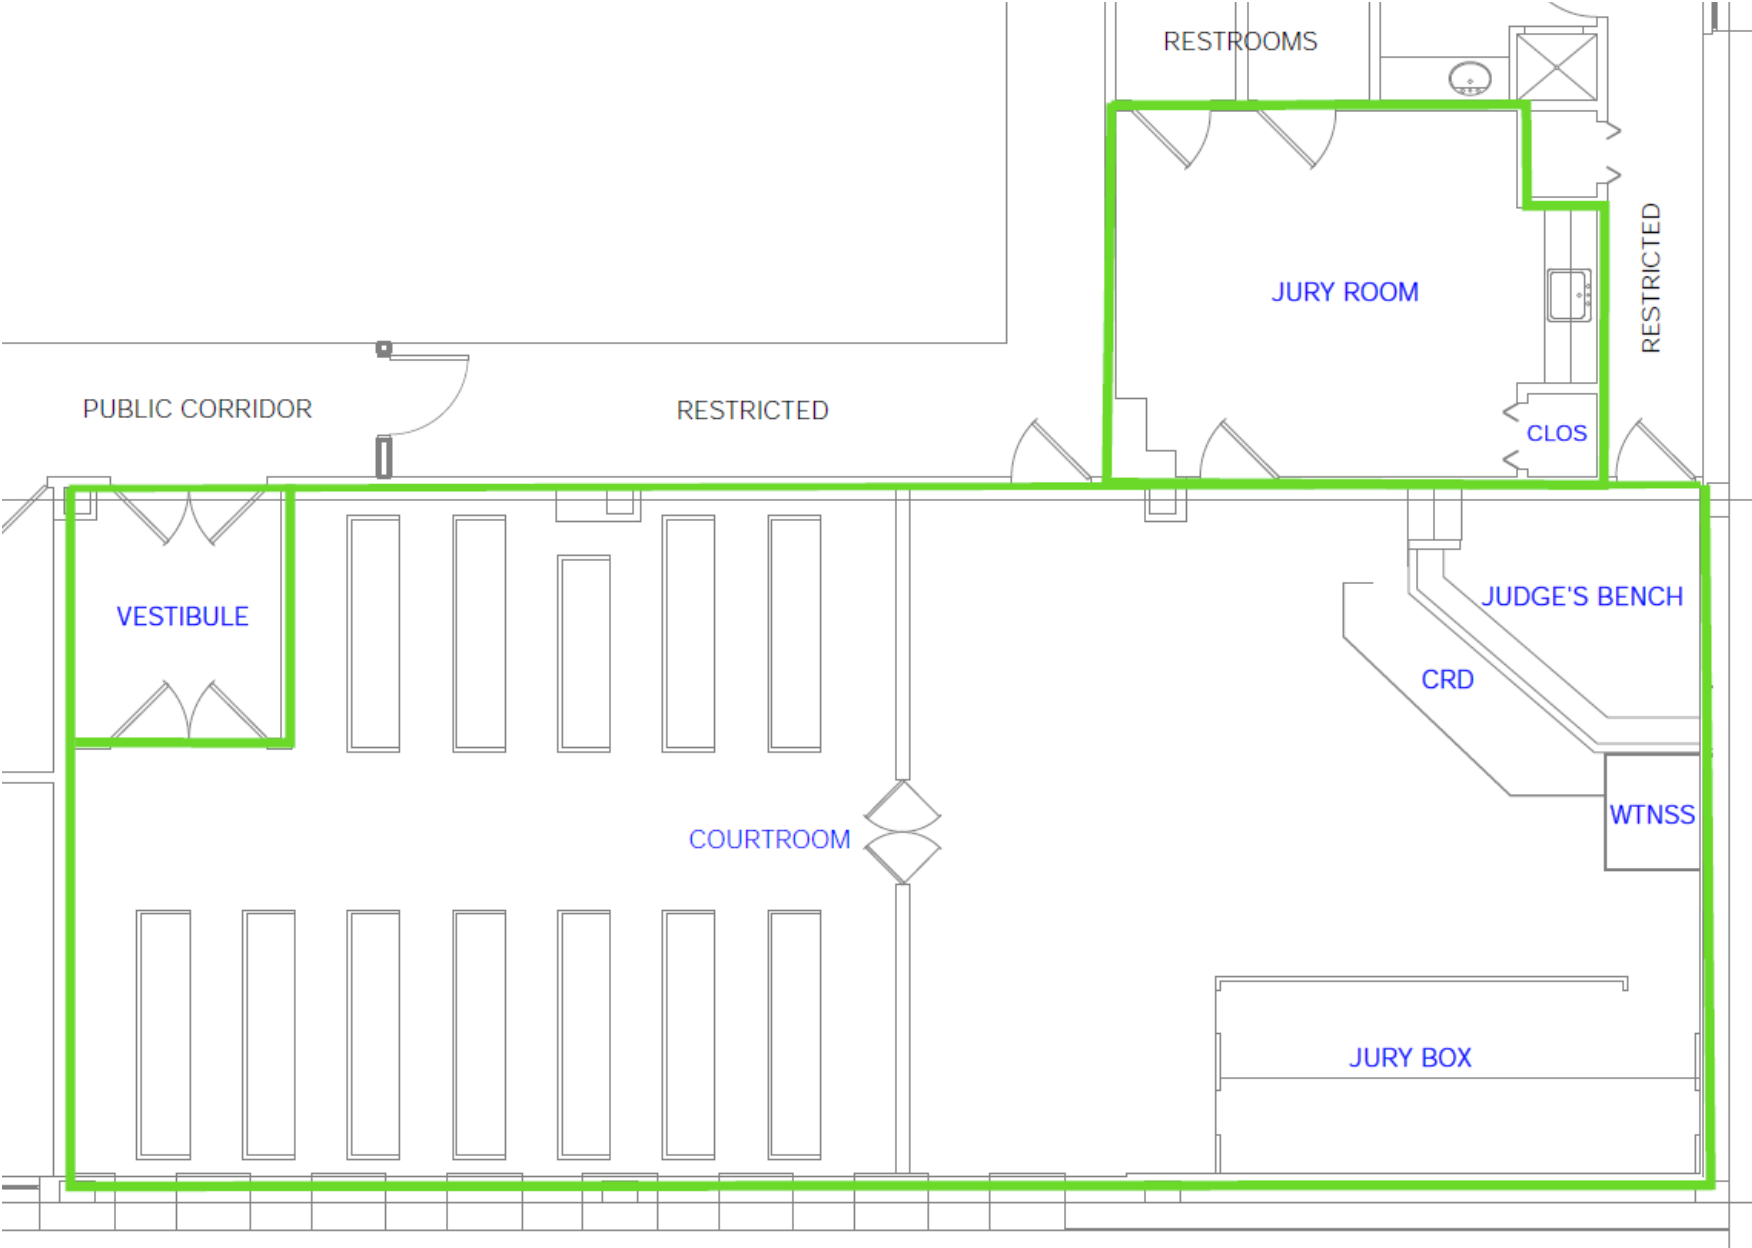 RESTROOMS
RESTRICTED
JURY ROOM
PUBLIC CORRIDOR
RESTRICTED
CLOS
VESTIBULE
JUDGE'S BENCH
CRD
WTNSS
COURTROOM
JURY BOX